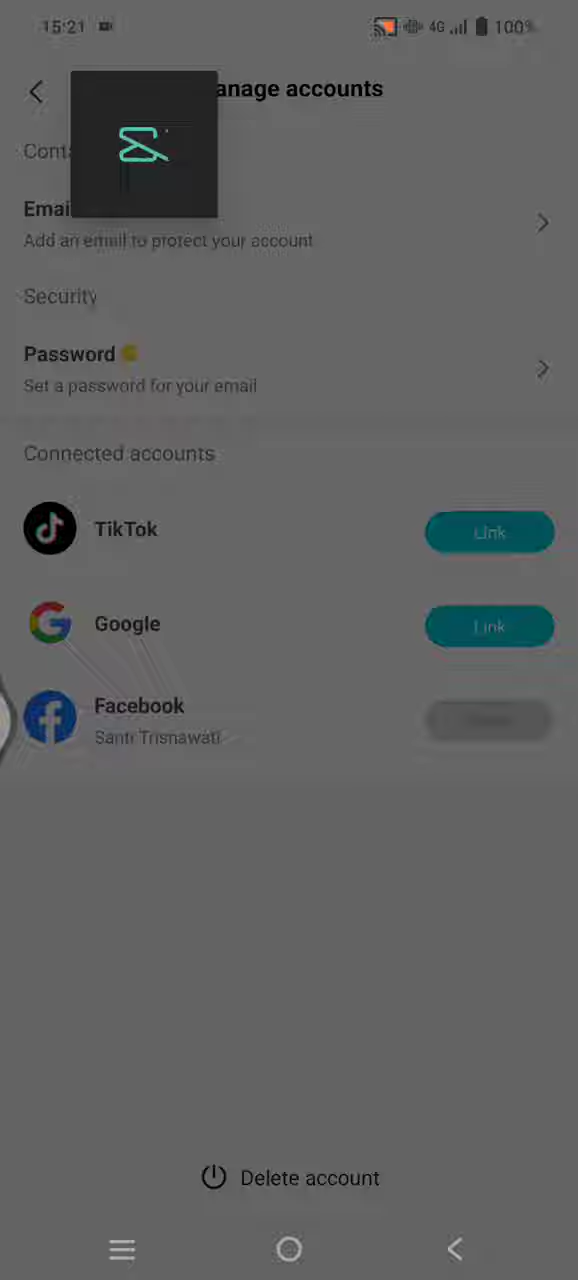 15:21 4G 100%
anage accounts
Cont
Emai
Add an email to protect your account
Security
Password
Set a password for your email
Connected accounts
TikTok
Link
Google
Link
Facebook
Santi Trisnawati
Delete account